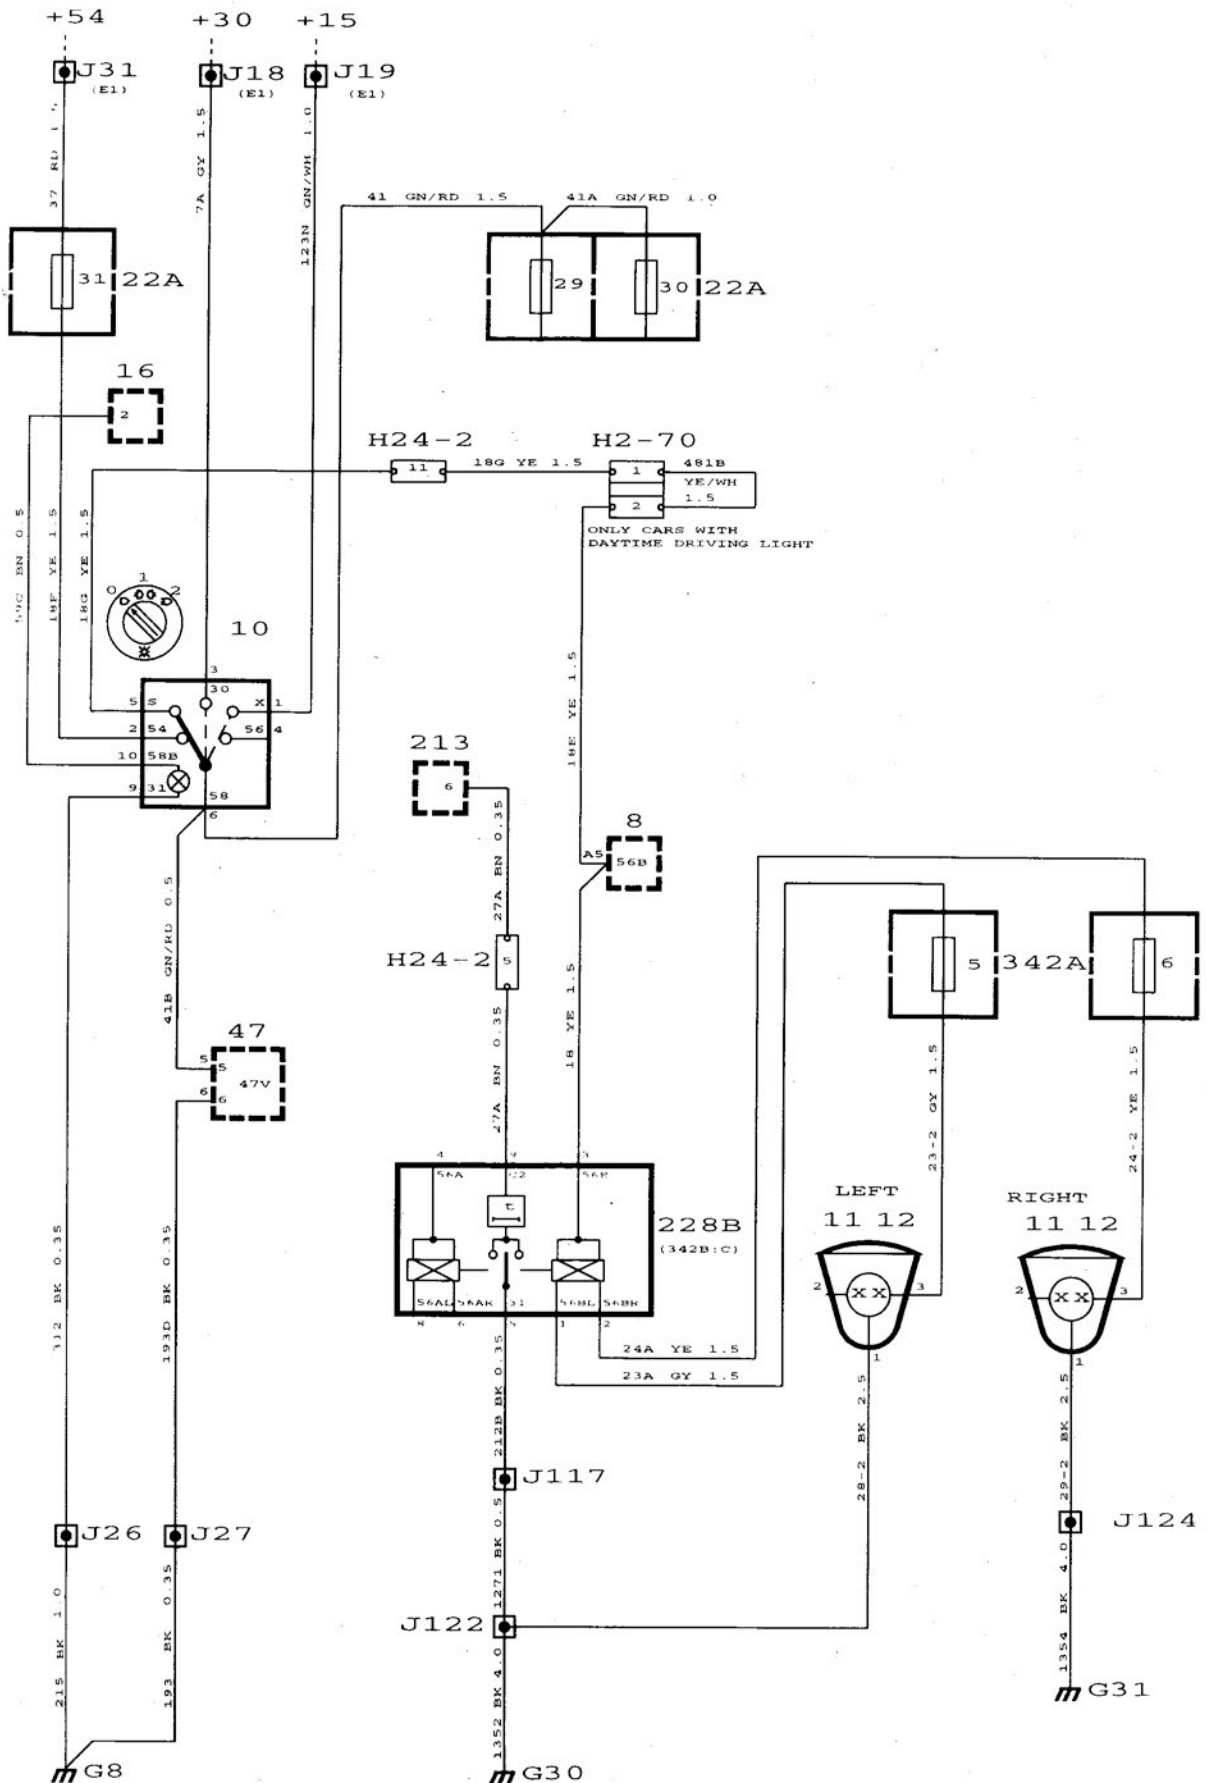 +54 +30 +15
J31 J18 J19
(E1) (E1) (E1)
37 RD
7A GY 1.5
123N GN/WH 1.0
41 GN/RD 1.5 41A GN/RD 1.0
31 22A
29 30 22A
16
2
H24-2 H2-70
11 18G YE 1.5 1 481B
YE/WH
2 1.5
ONLY CARS WITH
DAYTIME DRIVING LIGHT
BN 0.5
18F YE 1.5
18G YE 1.5
0 1 2
10
3
30
5 S X 1
2 54 56 4
10 58B
9 31
58
6
18E YE 1.5
213
6
27A BN 0.35
8
A5 56B
41B GN/RD 0.5
H24-2 5
27A BN 0.35
18 YE 1.5
5 342A 6
47
5 5
47V
6 6
23-2 GY 1.5
24-2 YE 1.5
4
56A C2
228B
(342B:C)
LEFT
11 12
RIGHT
11 12
2 X X 3
2 X X 3
1
1
56AL 56AR 31 56BL 56BR
8 6 1 2
24A YE 1.5
23A GY 1.5
312 BK 0.35
193D BK 0.35
212B BK 0.35
28-2 BK 2.5
29-2 BK 2.5
J117
J26 J27
J124
1271 BK 0.5
J122
215 BK 1.0
193 BK 0.35
1352 BK 4.0
1354 BK 4.0
G31
G8 G30